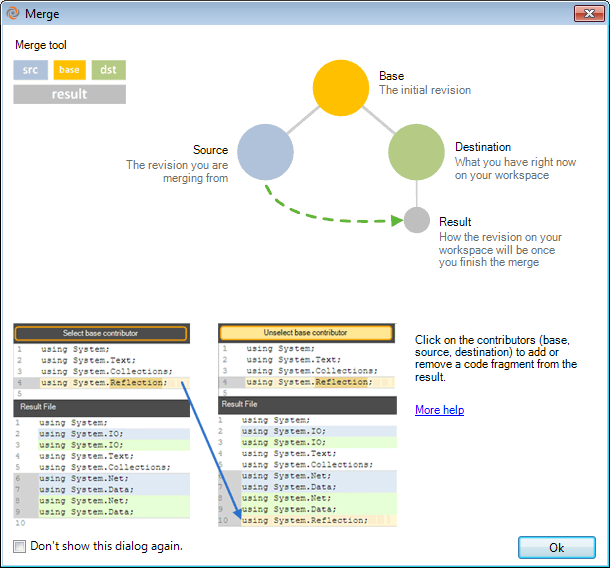 Merge
Merge tool
src base dst
result
Base
The initial revision
Source
The revision you are
merging from
Destination
What you have right now
on your workspace
Result
How the revision on your
workspace will be once
you finish the merge
Select base contributor
1 using System;
2 using System.Text;
3 using System.Collections;
4 using System.Reflection;
5
Result File
1 using System;
2 using System.IO;
3 using System.IO;
4 using System.Text;
5 using System.Collections;
6 using System.Net;
7 using System.Data;
8 using System.Net;
9 using System.Data;
10
Unselect base contributor
1 using System;
2 using System.Text;
3 using System.Collections;
4 using System.Reflection;
Result File
1 using System;
2 using System.IO;
3 using System.IO;
4 using System.Text;
5 using System.Collections;
6 using System.Net;
7 using System.Data;
8 using System.Net;
9 using System.Data;
10 using System.Reflection;
Click on the contributors (base,
source, destination) to add or
remove a code fragment from the
result.
More help
Don't show this dialog again.
Ok